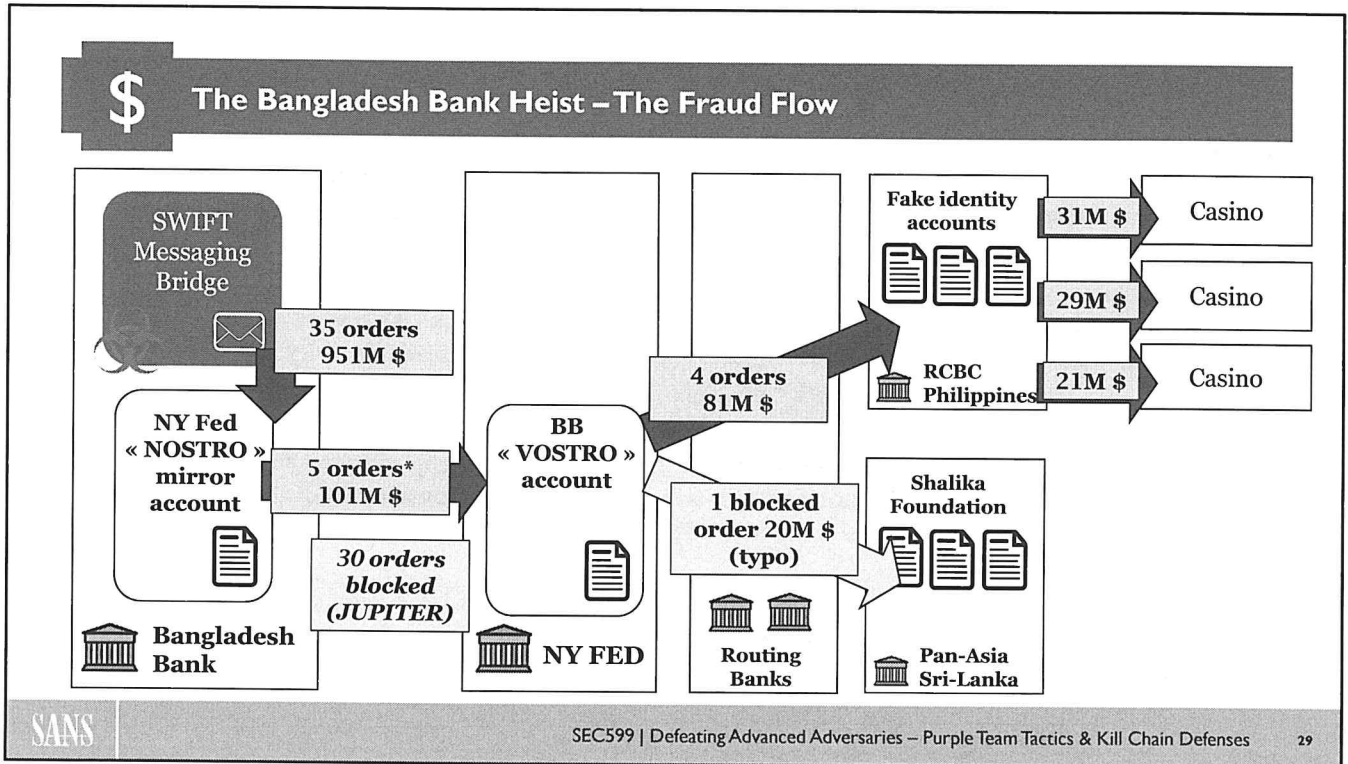 $
The Bangladesh Bank Heist – The Fraud Flow
SWIFT
Messaging
Bridge
35 orders
951M $
NY Fed
« NOSTRO »
mirror
account
5 orders*
101M $
30 orders
blocked
(JUPITER)
Bangladesh
Bank
BB
« VOSTRO »
account
NY FED
4 orders
81M $
1 blocked
order 20M $
(typo)
Routing
Banks
Fake identity
accounts
RCBC
Philippines
31M $
Casino
29M $
Casino
21M $
Casino
Shalika
Foundation
Pan-Asia
Sri-Lanka
SANS
SEC599 | Defeating Advanced Adversaries – Purple Team Tactics & Kill Chain Defenses
29